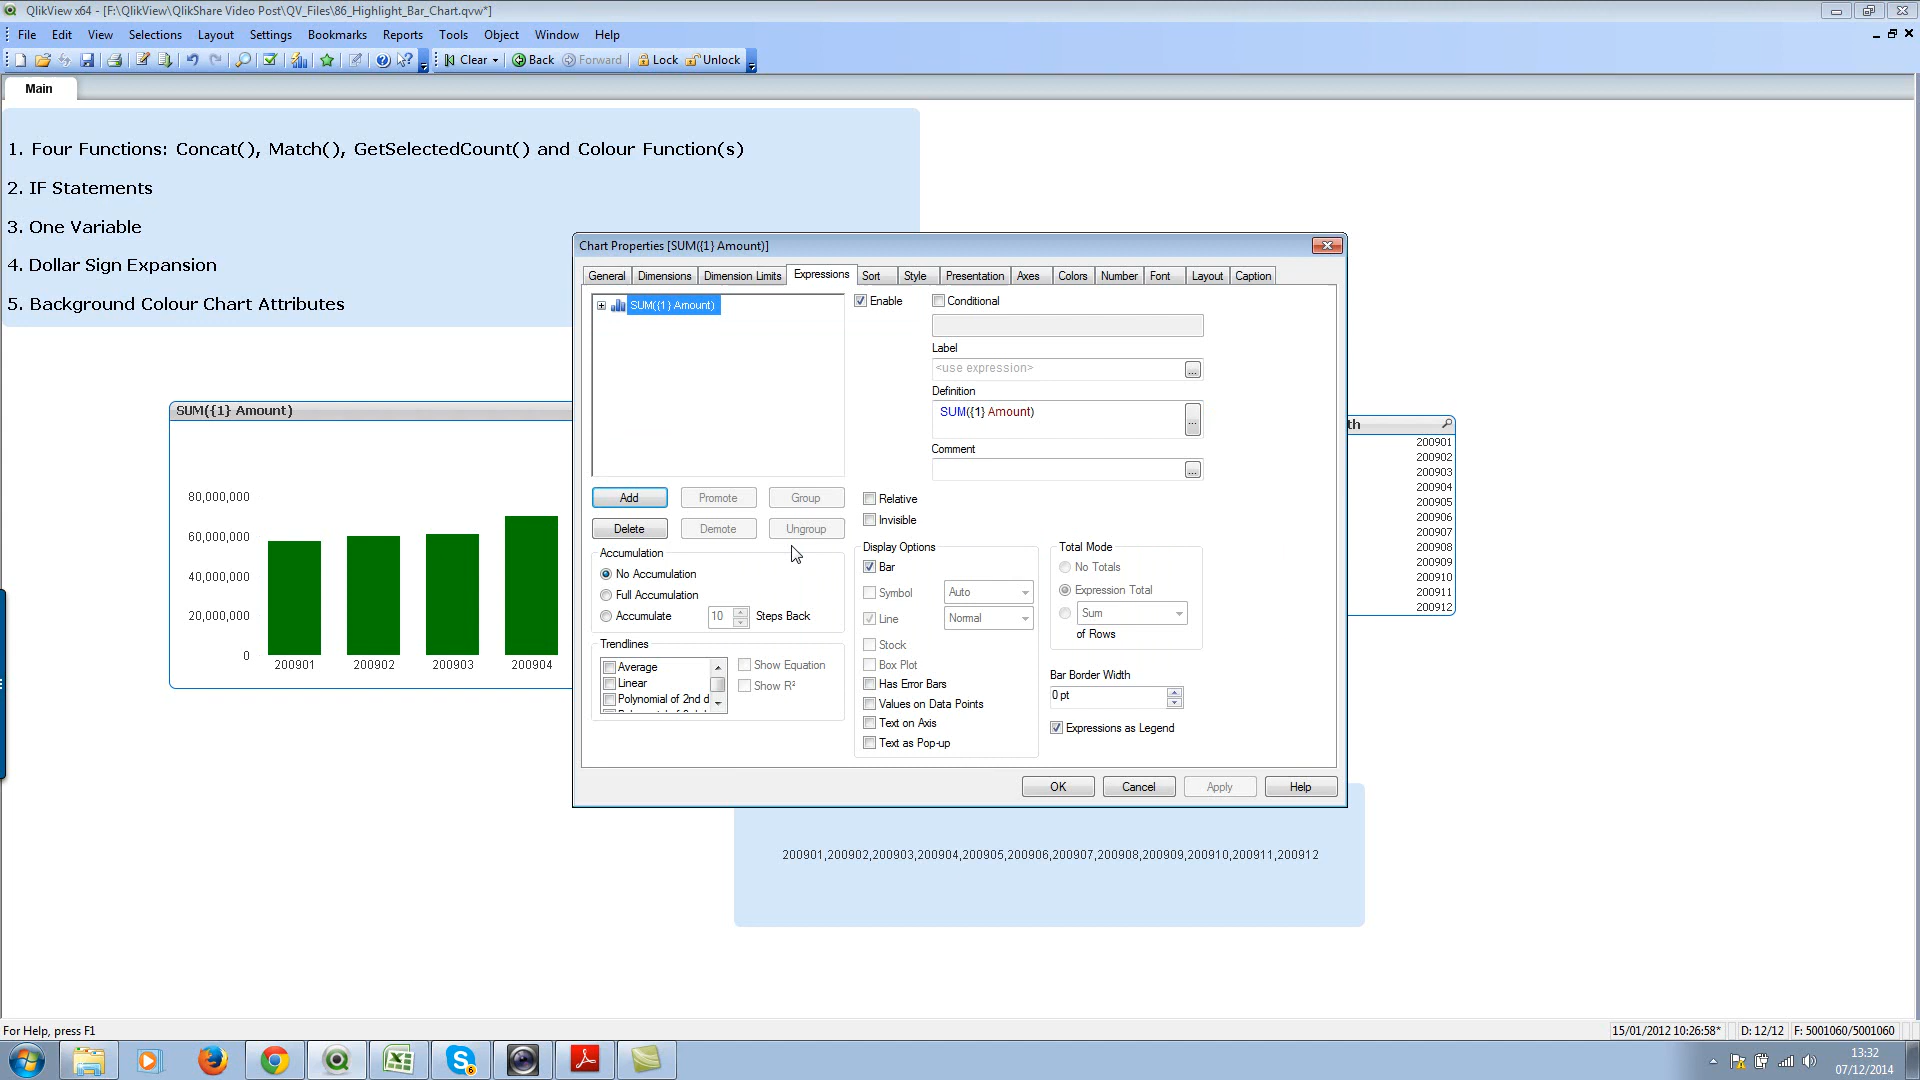 QlikView x64 - [F:\QlikView\QlikShare Video Post\QV_Files\86_Highlight_Bar_Chart.qvw*]
File Edit View Selections Layout Settings Bookmarks Reports Tools Object Window Help
Clear Back Forward Lock Unlock
Main
1. Four Functions: Concat(), Match(), GetSelectedCount() and Colour Function(s)
2. IF Statements
3. One Variable
4. Dollar Sign Expansion
5. Background Colour Chart Attributes
SUM({1} Amount)
80,000,000
60,000,000
40,000,000
20,000,000
0
200901 200902 200903 200904
Chart Properties [SUM({1} Amount)]
General Dimensions Dimension Limits Expressions Sort Style Presentation Axes Colors Number Font Layout Caption
SUM({1} Amount)
Enable
Conditional
Label
<use expression>
...
Definition
SUM({1} Amount)
...
Comment
...
Add Promote Group
Delete Demote Ungroup
Relative
Invisible
Accumulation
No Accumulation
Full Accumulation
Accumulate 10 Steps Back
Trendlines
Average
Linear
Polynomial of 2nd d
Show Equation
Show R²
Display Options
Bar
Symbol Auto
Line Normal
Stock
Box Plot
Has Error Bars
Values on Data Points
Text on Axis
Text as Pop-up
Total Mode
No Totals
Expression Total
Sum
of Rows
Bar Border Width
0 pt
Expressions as Legend
OK Cancel Apply Help
th
200901
200902
200903
200904
200905
200906
200907
200908
200909
200910
200911
200912
200901,200902,200903,200904,200905,200906,200907,200908,200909,200910,200911,200912
For Help, press F1
15/01/2012 10:26:58* D: 12/12 F: 5001060/5001060
6
13:32
07/12/2014